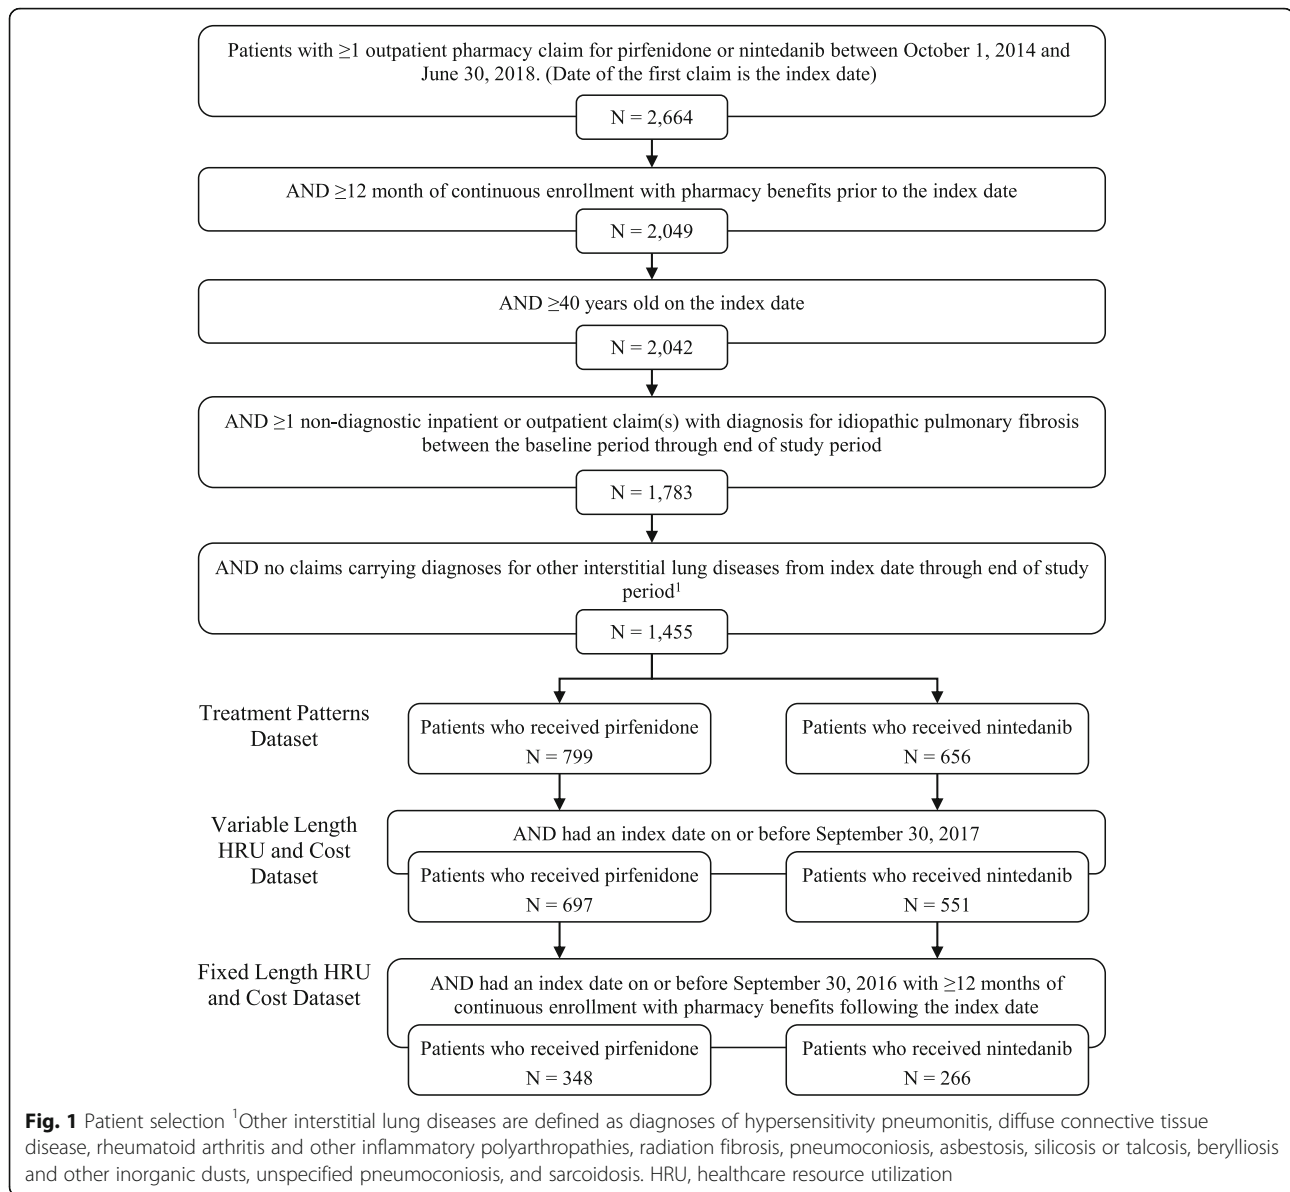 Patients with ≥1 outpatient pharmacy claim for pirfenidone or nintedanib between October 1, 2014 and
June 30, 2018. (Date of the first claim is the index date)
N = 2,664
AND ≥12 month of continuous enrollment with pharmacy benefits prior to the index date
N = 2,049
AND ≥40 years old on the index date
N = 2,042
AND ≥1 non-diagnostic inpatient or outpatient claim(s) with diagnosis for idiopathic pulmonary fibrosis
between the baseline period through end of study period
N = 1,783
AND no claims carrying diagnoses for other interstitial lung diseases from index date through end of study
period¹
N = 1,455
Treatment Patterns
Dataset
Patients who received pirfenidone
N = 799
Patients who received nintedanib
N = 656
Variable Length
HRU and Cost
Dataset
AND had an index date on or before September 30, 2017
Patients who received pirfenidone
N = 697
Patients who received nintedanib
N = 551
Fixed Length HRU
and Cost Dataset
AND had an index date on or before September 30, 2016 with ≥12 months of
continuous enrollment with pharmacy benefits following the index date
Patients who received pirfenidone
N = 348
Patients who received nintedanib
N = 266
Fig. 1 Patient selection ¹Other interstitial lung diseases are defined as diagnoses of hypersensitivity pneumonitis, diffuse connective tissue
disease, rheumatoid arthritis and other inflammatory polyarthropathies, radiation fibrosis, pneumoconiosis, asbestosis, silicosis or talcosis, berylliosis
and other inorganic dusts, unspecified pneumoconiosis, and sarcoidosis. HRU, healthcare resource utilization